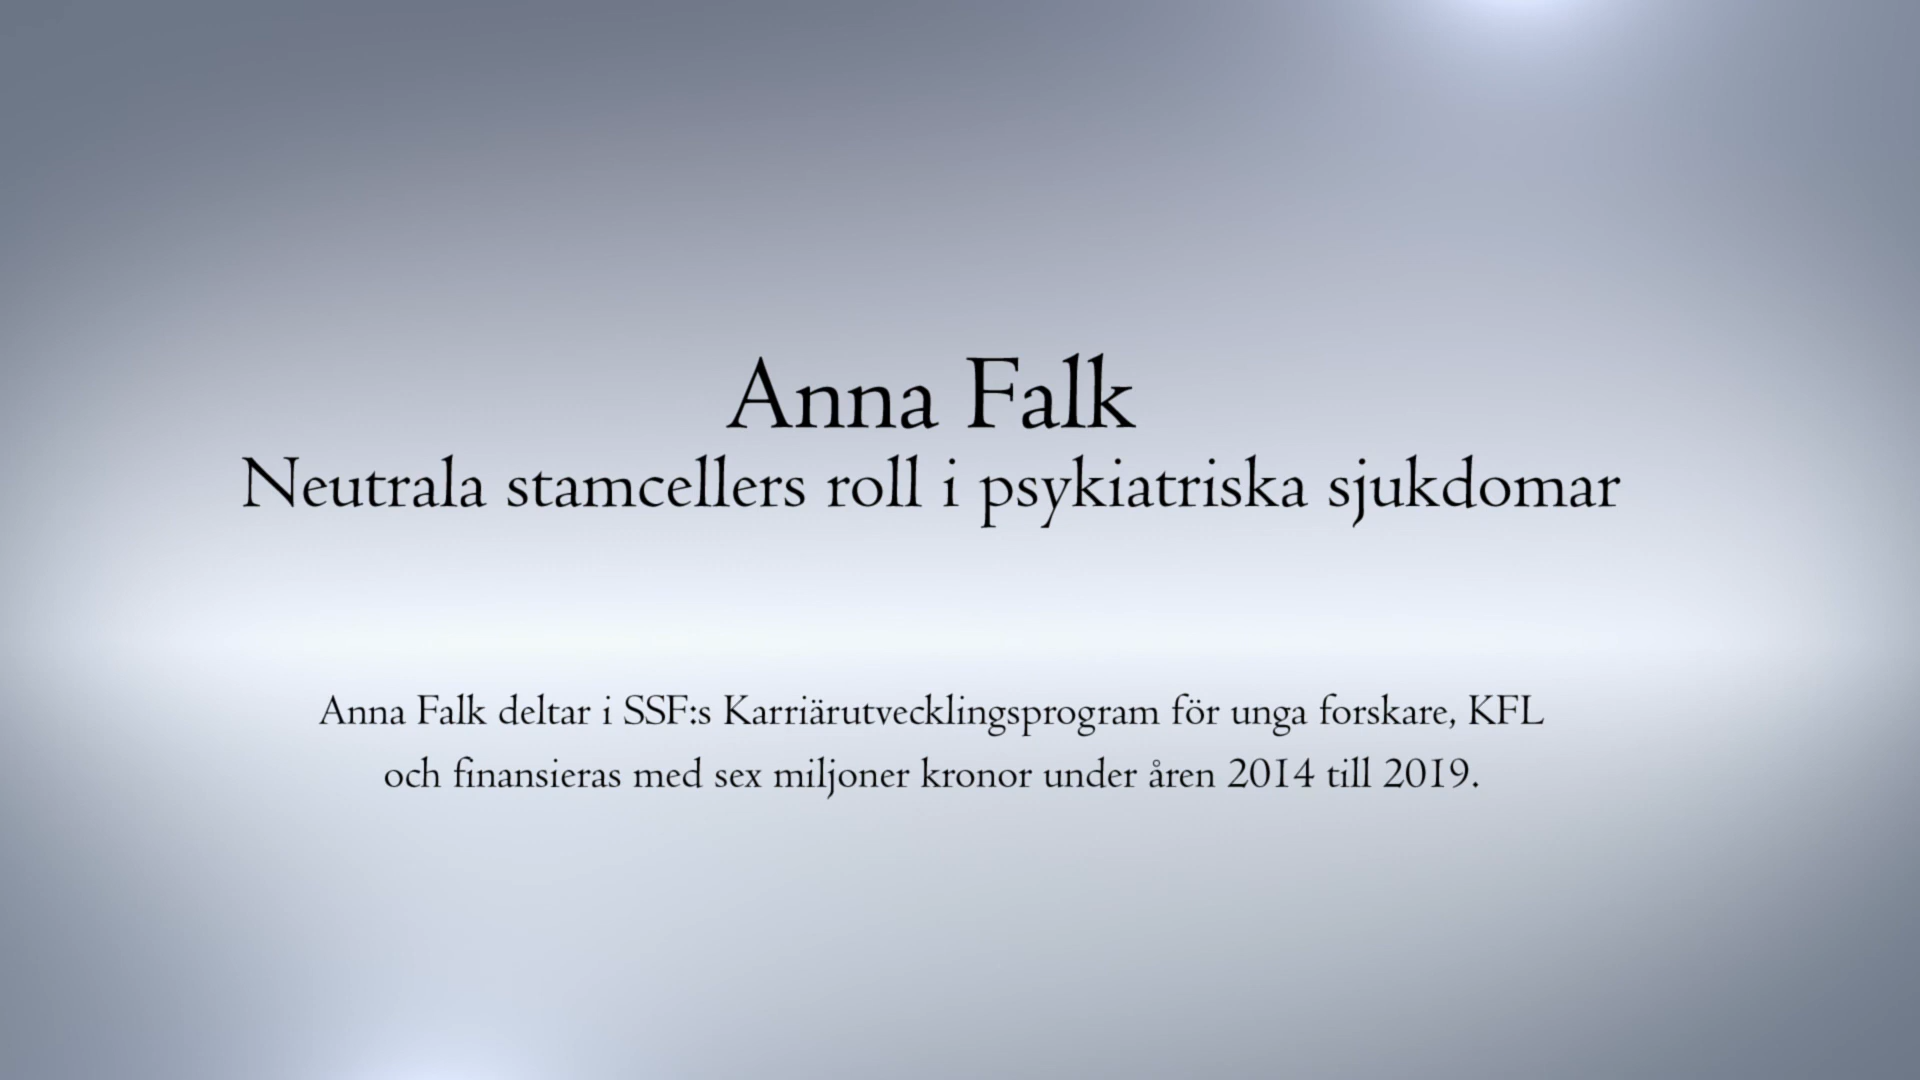 Anna Falk
Neutrala stamcellers roll i psykiatriska sjukdomar
Anna Falk deltar i SSF:s Karriärutvecklingsprogram för unga forskare, KFL
och finansieras med sex miljoner kronor under åren 2014 till 2019.